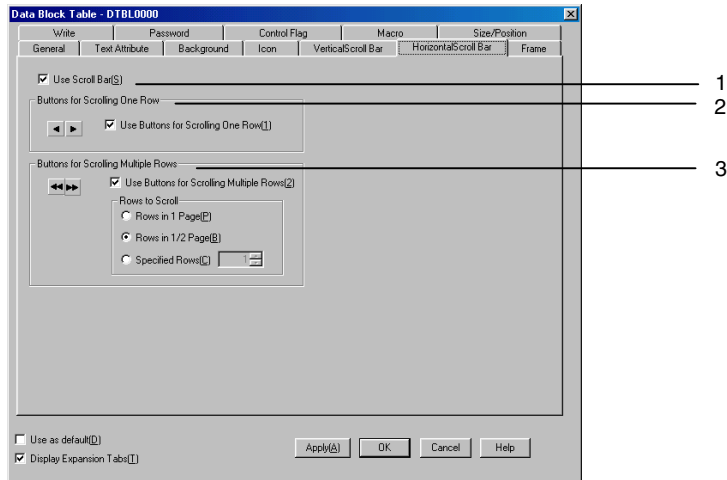 Data Block Table - DTBL0000
Write Password Control Flag Macro Size/Position
General Text Attribute Background Icon VerticalScroll Bar HorizontalScroll Bar Frame
Use Scroll Bar(S) 1
Buttons for Scrolling One Row 2
Use Buttons for Scrolling One Row(1)
Buttons for Scrolling Multiple Rows 3
Use Buttons for Scrolling Multiple Rows(2)
Rows to Scroll
Rows in 1 Page(P)
Rows in 1/2 Page(B)
Specified Rows(C) 1
Use as default(D)
Apply(A) OK Cancel Help
Display Expansion Tabs(T)